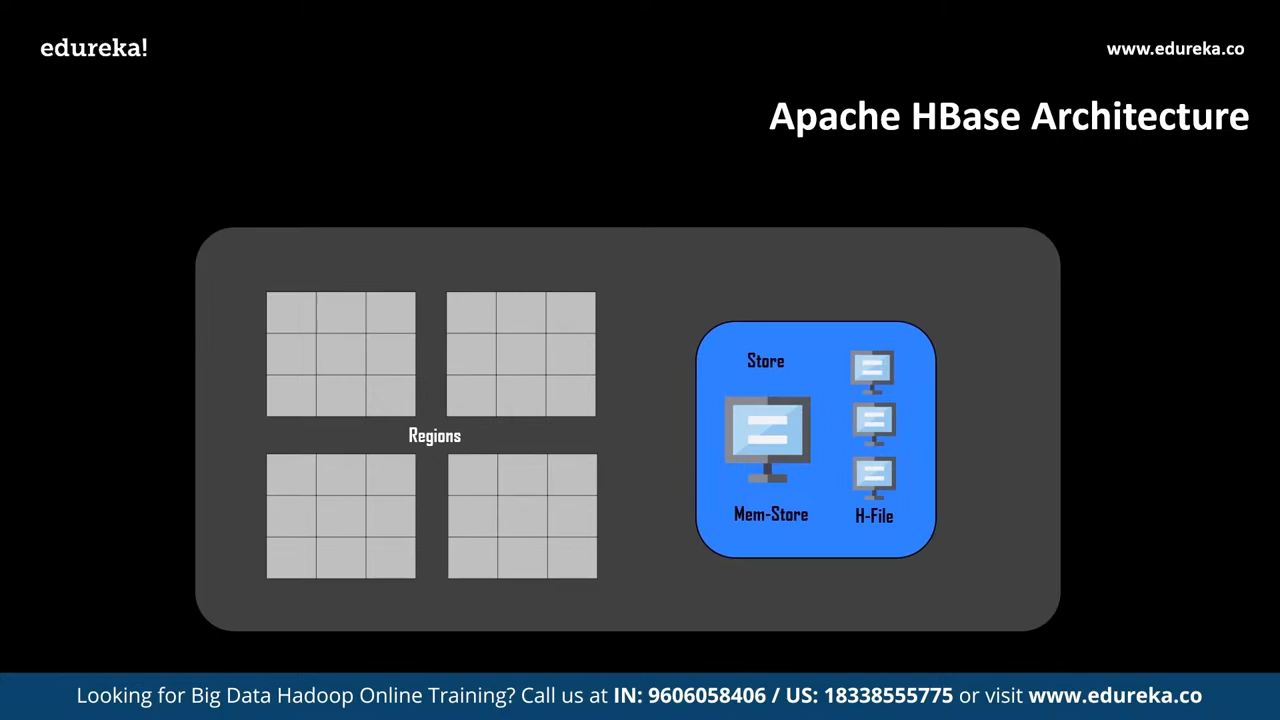 edureka!
www.edureka.co
Apache HBase Architecture
Store
Regions
Mem-Store
H-File
Looking for Big Data Hadoop Online Training? Call us at IN: 9606058406 / US: 18338555775 or visit www.edureka.co